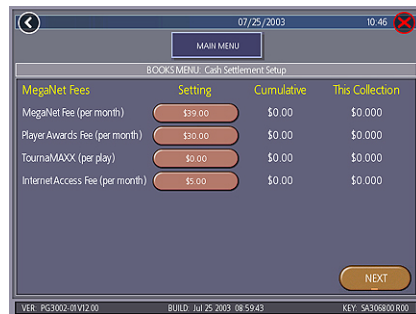 07/25/2003 10:46
MAIN MENU
BOOKS MENU: Cash Settlement Setup
MegaNet Fees Setting Cumulative This Collection
MegaNet Fee (per month) $39.00 $0.00 $0.000
Player Awards Fee (per month) $30.00 $0.00 $0.000
TournaMAXX (per play) $0.00 $0.00 $0.000
Internet Access Fee (per month) $5.00 $0.00 $0.000
NEXT
VER: PG3002-01V12.00 BUILD: Jul 25 2003 08:59:43 KEY: SA306800 R00